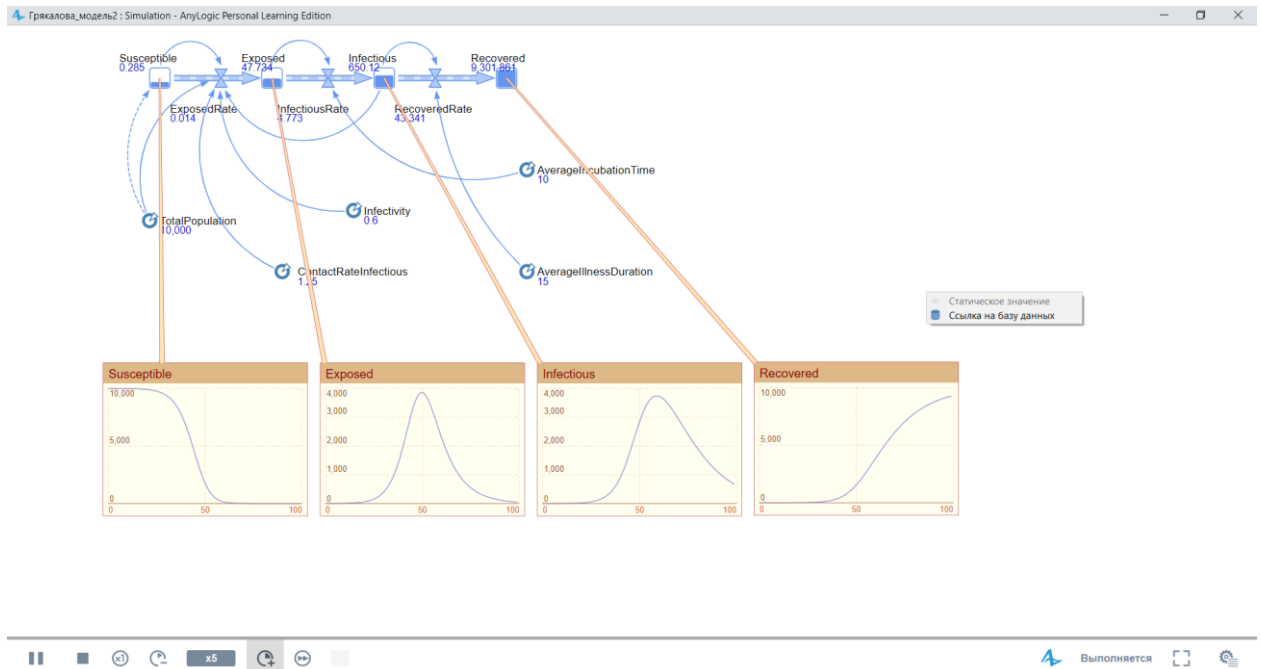 Грякалова_модель2 : Simulation - AnyLogic Personal Learning Edition
Susceptible
0.285
Exposed
47.734
Infectious
650.12
Recovered
9,301.861
ExposedRate
0.014
InfectiousRate
4.773
RecoveredRate
43.341
AverageIncubationTime
10
Infectivity
0.6
TotalPopulation
10,000
ContactRateInfectious
1.25
AverageIllnessDuration
15
Статическое значение
Ссылка на базу данных
Susceptible
10,000
5,000
0
0 50 100
Exposed
4,000
3,000
2,000
1,000
0
0 50 100
Infectious
4,000
3,000
2,000
1,000
0
0 50 100
Recovered
10,000
5,000
0
0 50 100
x1
x5
Выполняется